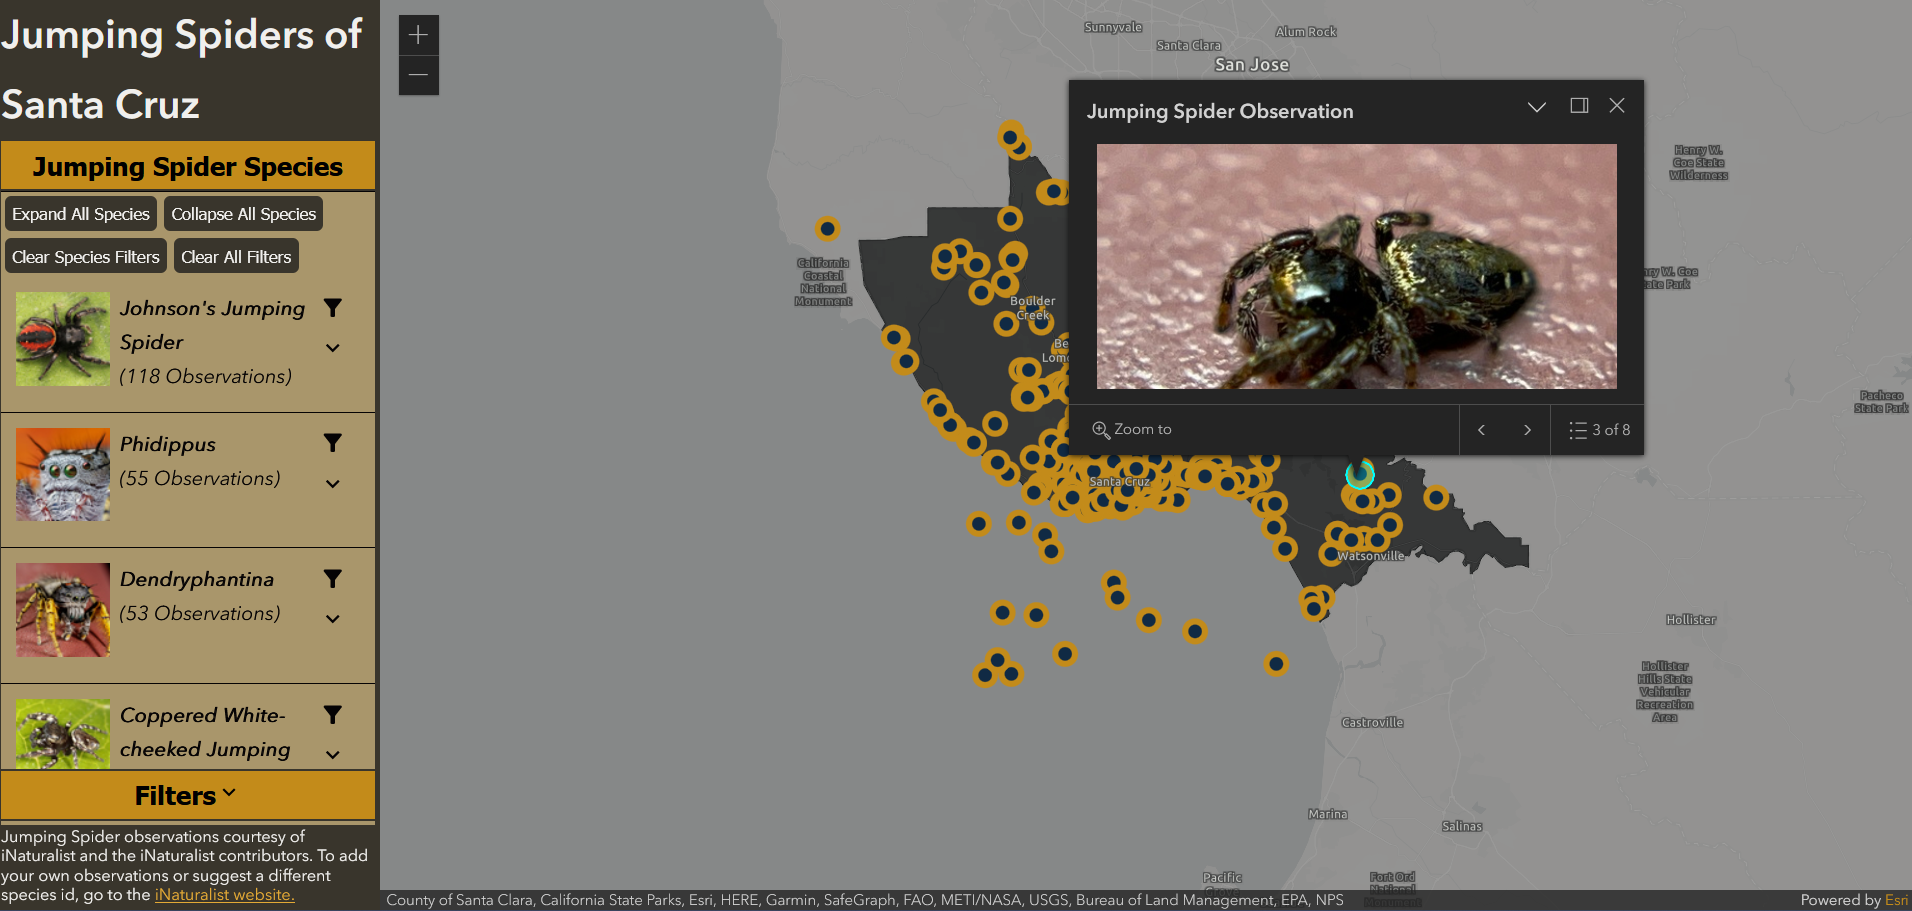 Jumping Spiders of
Santa Cruz
Jumping Spider Species
Expand All Species
Collapse All Species
Clear Species Filters
Clear All Filters
Johnson's Jumping
Spider
(118 Observations)
Phidippus
(55 Observations)
Dendryphantina
(53 Observations)
Coppered White-
cheeked Jumping
Filters
Jumping Spider observations courtesy of
iNaturalist and the iNaturalist contributors. To add
your own observations or suggest a different
species id, go to the iNaturalist website.
Sunnyvale
Santa Clara
Alum Rock
San Jose
Jumping Spider Observation
Zoom to
3 of 8
Henry W.
Coe State
Wilderness
California
Coastal
National
Monument
Boulder
Creek
Santa Cruz
Watsonville
Pacheco
State Park
Hollister
Hollister
Hills State
Vehicular
Recreation
Area
Castroville
Marina
Salinas
Pacific
Grove
Fort Ord
National
Monument
County of Santa Clara, California State Parks, Esri, HERE, Garmin, SafeGraph, FAO, METI/NASA, USGS, Bureau of Land Management, EPA, NPS
Powered by Esri